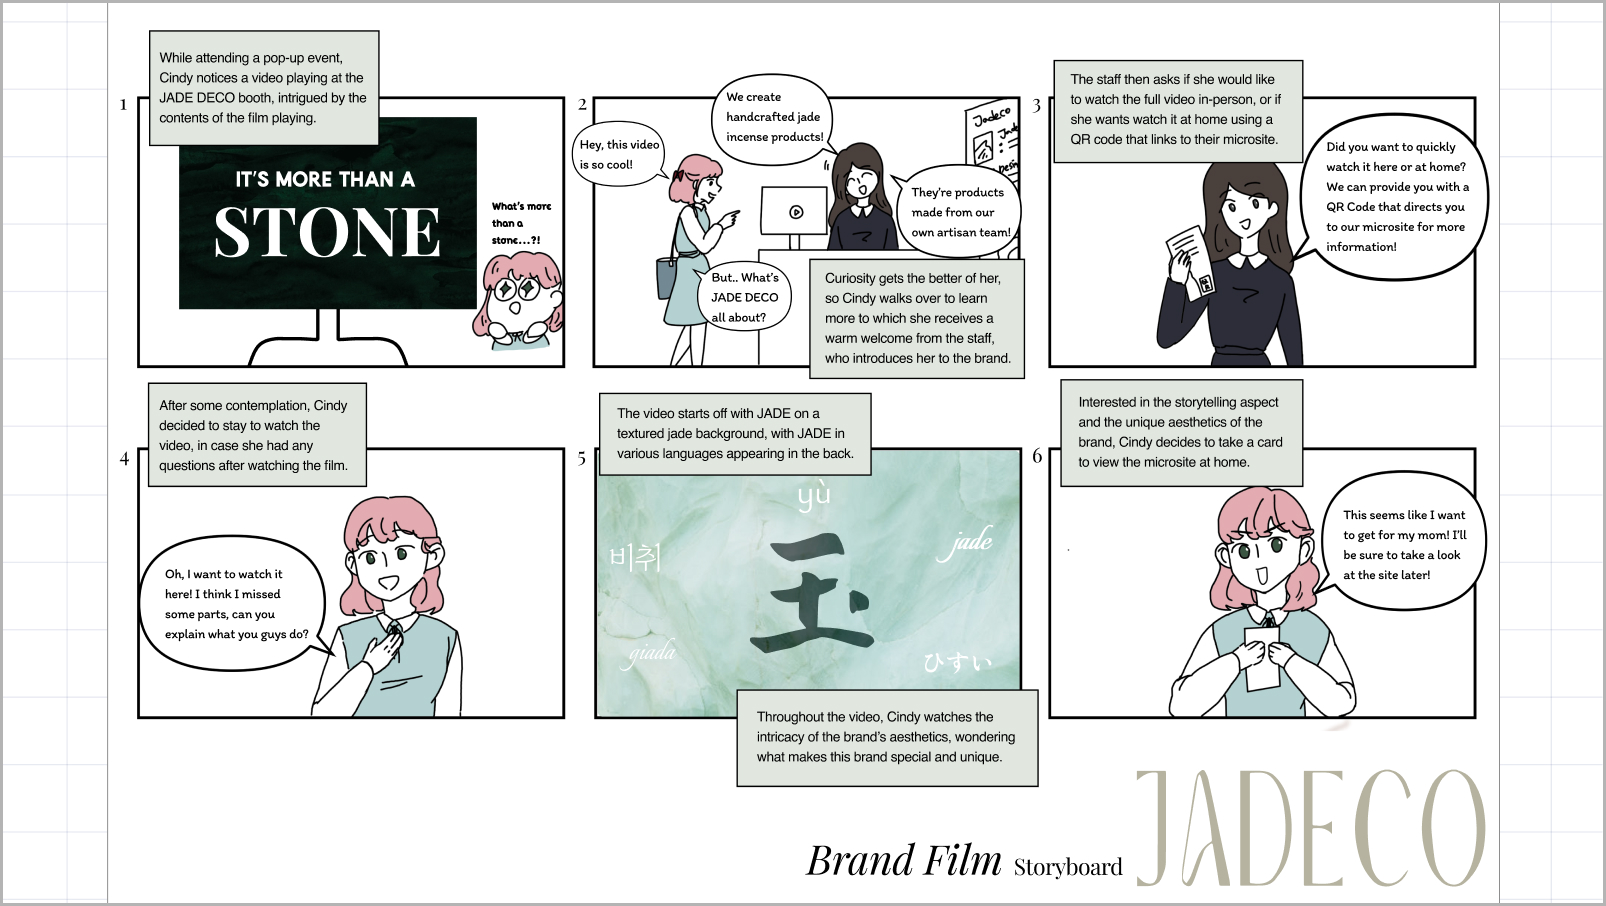 While attending a pop-up event,
Cindy notices a video playing at the
JADE DECO booth, intrigued by the
contents of the film playing.
1
IT'S MORE THAN A
STONE
What's more
than a
stone...?!
2
Hey, this video
is so cool!
We create
handcrafted jade
incense products!
Jadeco
They're products
made from our
own artisan team!
But.. What's
JADE DECO
all about?
Curiosity gets the better of her,
so Cindy walks over to learn
more to which she receives a
warm welcome from the staff,
who introduces her to the brand.
3
The staff then asks if she would like
to watch the full video in-person, or if
she wants watch it at home using a
QR code that links to their microsite.
Did you want to quickly
watch it here or at home?
We can provide you with a
QR Code that directs you
to our microsite for more
information!
4
After some contemplation, Cindy
decided to stay to watch the
video, in case she had any
questions after watching the film.
Oh, I want to watch it
here! I think I missed
some parts, can you
explain what you guys do?
5
The video starts off with JADE on a
textured jade background, with JADE in
various languages appearing in the back.
yù
비취
jade
玉
giada
ひすい
Throughout the video, Cindy watches the
intricacy of the brand's aesthetics, wondering
what makes this brand special and unique.
6
Interested in the storytelling aspect
and the unique aesthetics of the
brand, Cindy decides to take a card
to view the microsite at home.
This seems like I want
to get for my mom! I'll
be sure to take a look
at the site later!
Brand Film Storyboard
JADECO